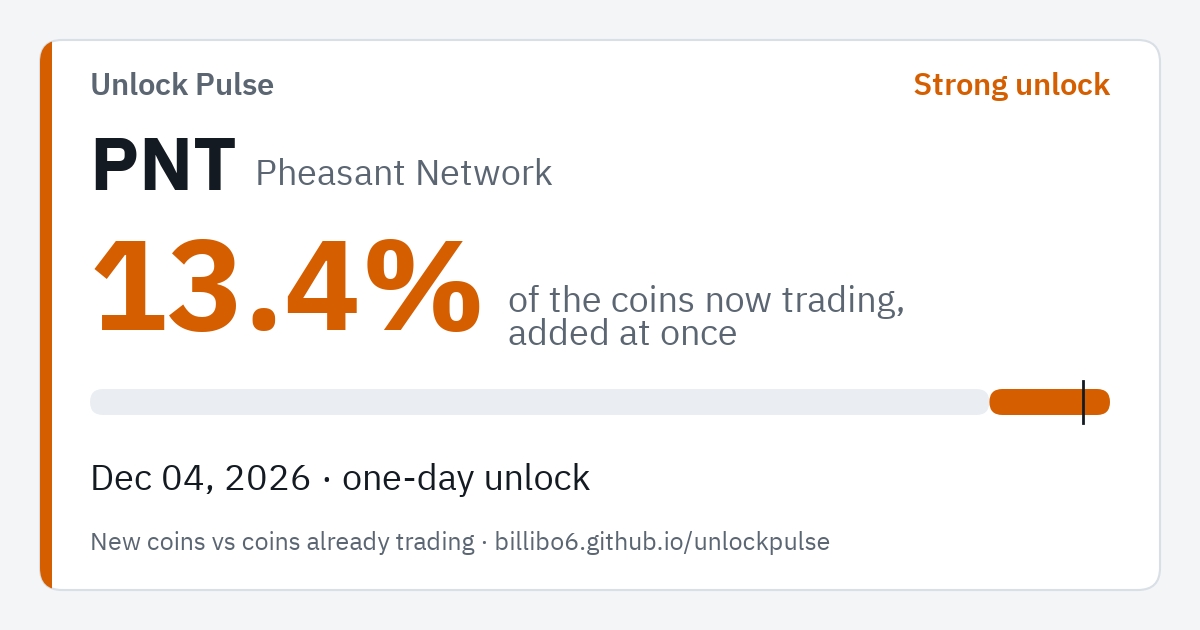 Unlock Pulse
Strong unlock
PNT Pheasant Network
13.4% of the coins now trading,
added at once
Dec 04, 2026 · one-day unlock
New coins vs coins already trading · billibo6.github.io/unlockpulse